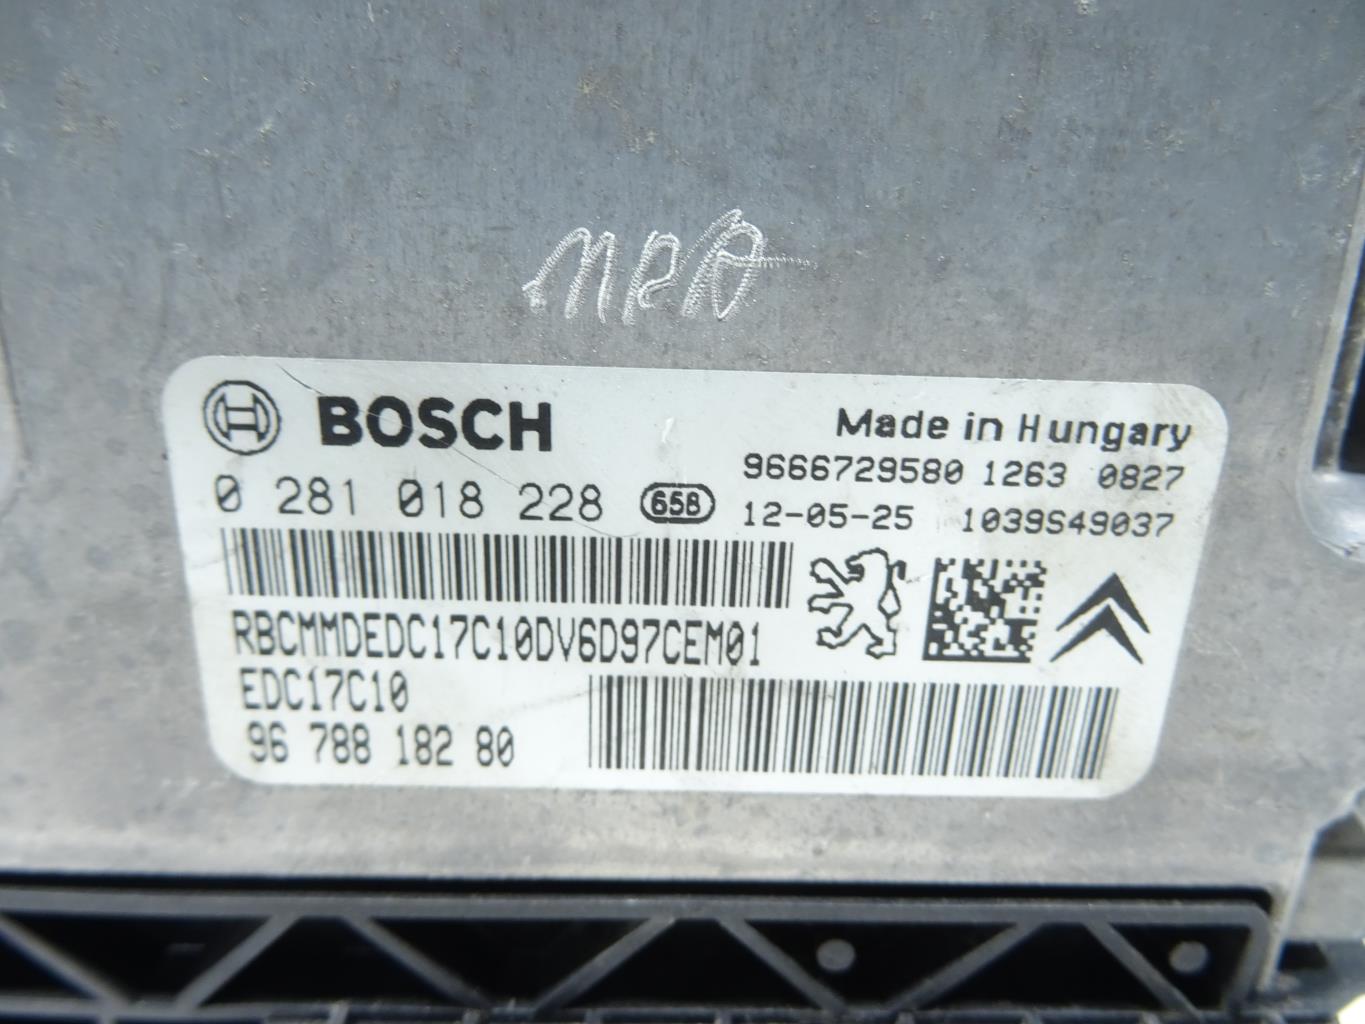 MPA
BOSCH
Made in Hungary
9666729580 1263 0827
0 281 018 228 658
12-05-25 1039S49037
RBCMMDEDC17C10DV6D97CEM01
EDC17C10
96 788 182 80